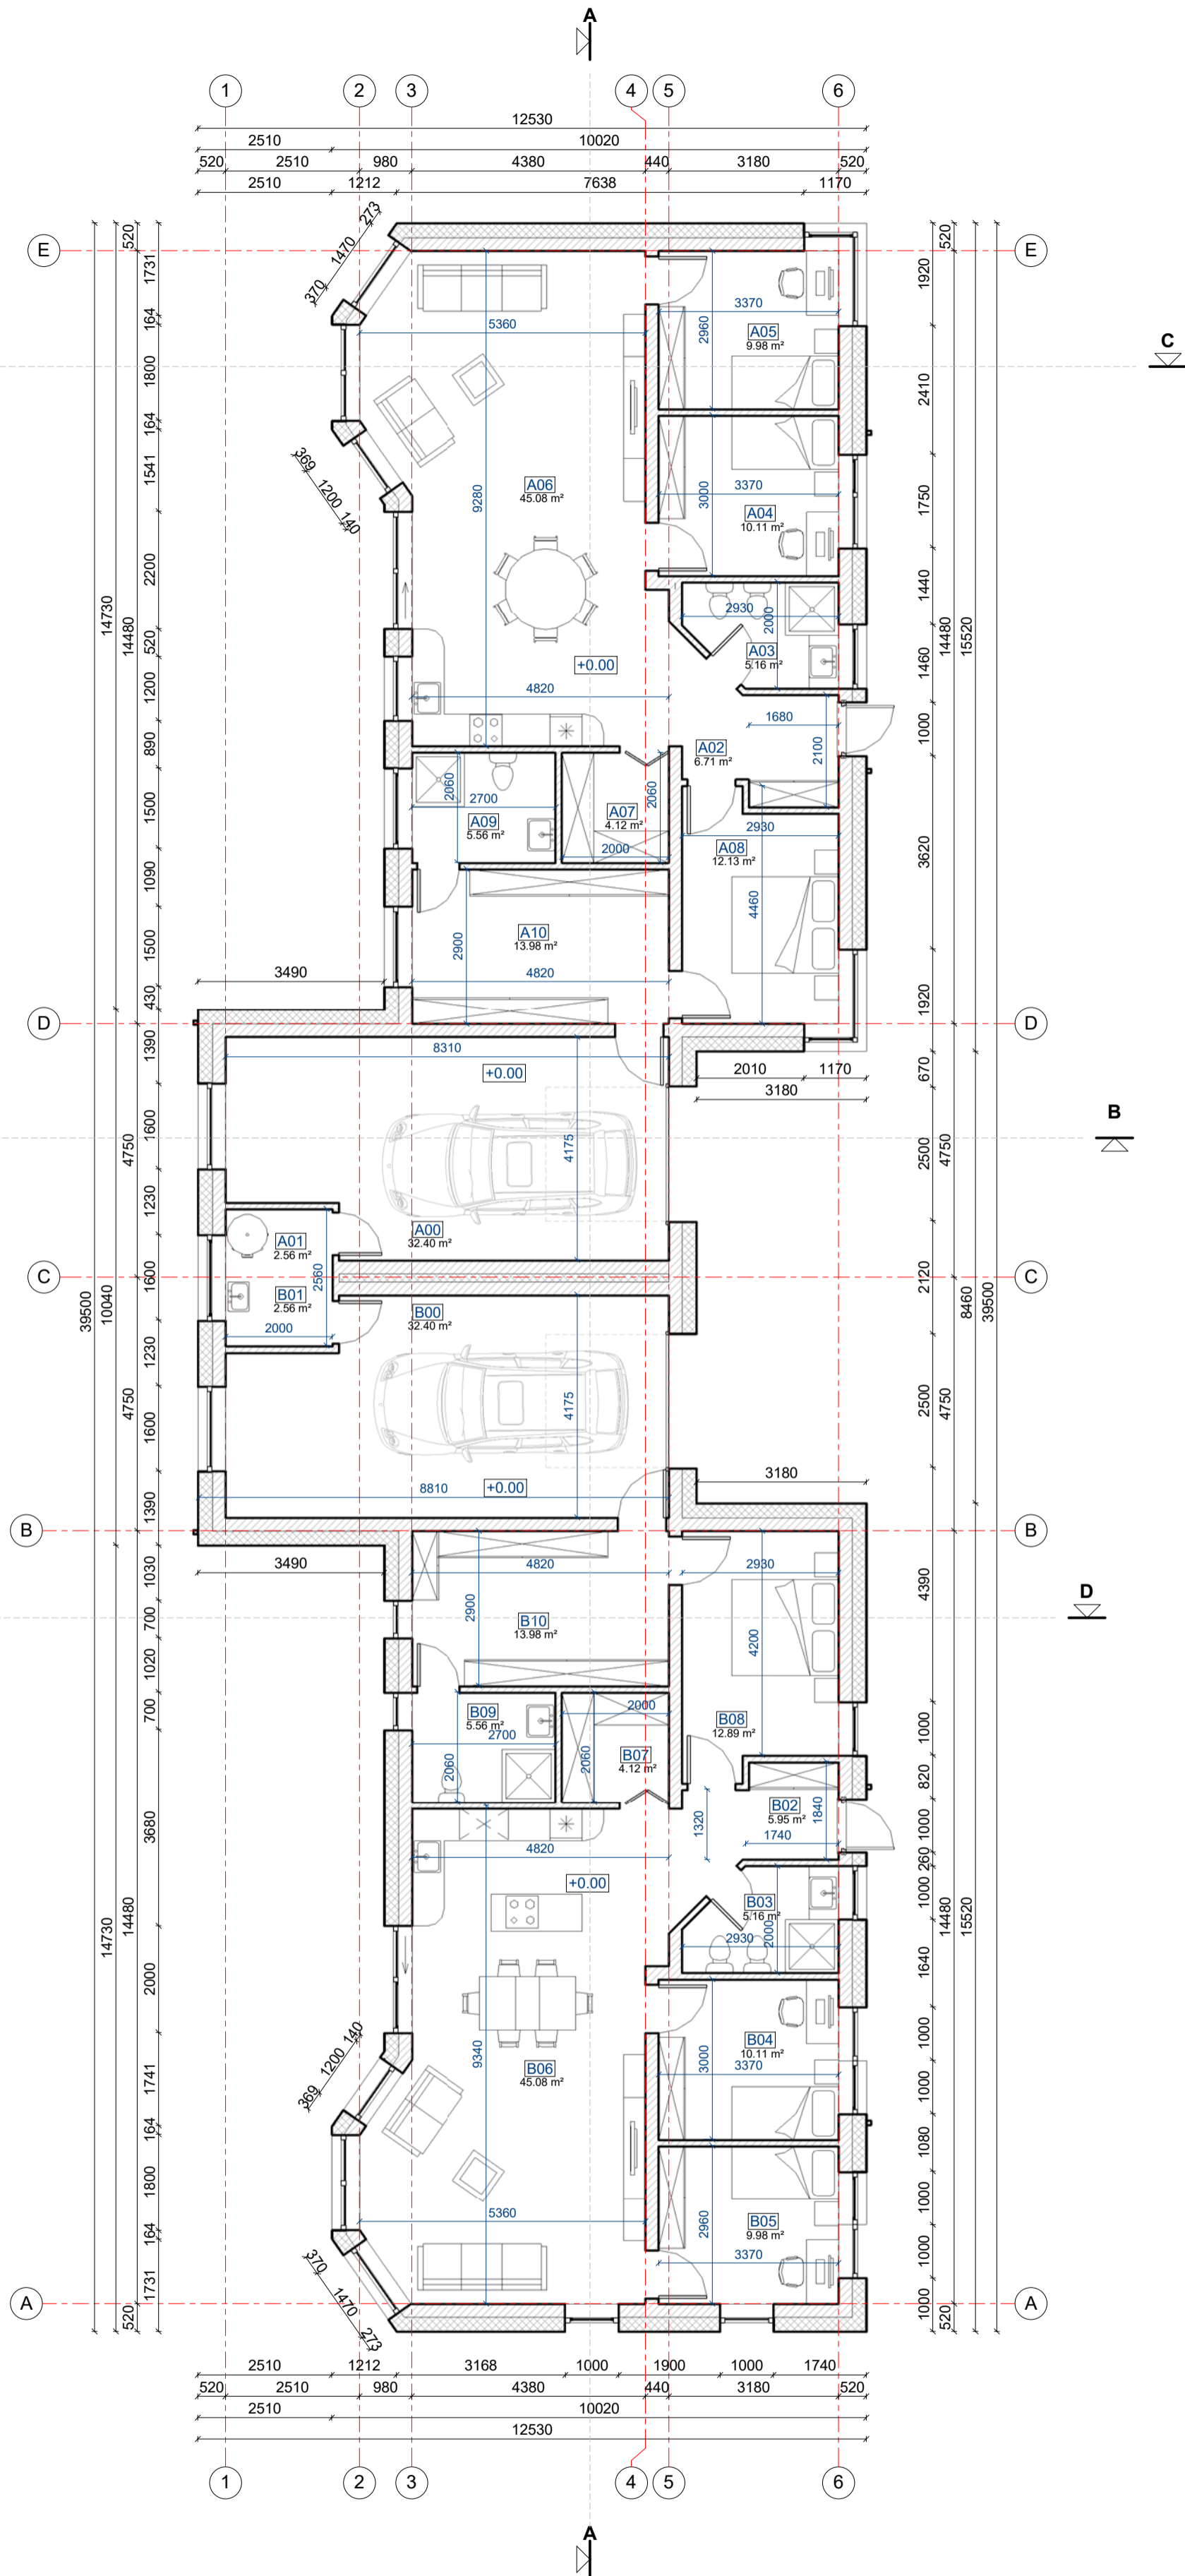 A
1 2 3 4 5 6
12530
2510 10020
520 2510 980 4380 440 3180 520
2510 1212 7638 1170
E
E
C
C
D
D
B
B
B
D
A
A
39500
14730
10040
14730
520
14480
4750
4750
14480
520
1731
164
1800
164
1541
2200
520
1200
890
1500
1090
1500
430
1390
1600
1230
1600
1230
1600
1390
1030
700
1020
700
3680
2000
1741
164
1800
164
1731
273
1470
370
369
1200
140
3490
3490
140
1200
369
370
1470
273
520
14480
4750
4750
14480
520
15520
8460
15520
39500
1920
2410
1750
1440
1460
1000
3620
1920
670
2500
2120
2500
4390
1000
820
1000
260
1000
1640
1000
1000
1080
1000
1000
1000
2010 1170
3180
3180
5360
9280
A06
45.08 m²
3370
2960
A05
9.98 m²
3000
3370
A04
10.11 m²
2930
2000
A03
5.16 m²
+0.00
4820
1680
2100
A02
6.71 m²
2060
2700
A09
5.56 m²
2060
A07
4.12 m²
2000
2930
A08
12.13 m²
4460
A10
13.98 m²
2900
4820
8310
+0.00
4175
A00
32.40 m²
A01
2.56 m²
2560
B01
2.56 m²
2000
B00
32.40 m²
4175
8810
+0.00
4820
2930
2900
B10
13.98 m²
4200
B09
5.56 m²
2700
2060
2000
2060
B07
4.12 m²
B08
12.89 m²
B02
5.95 m²
1840
1320
1740
4820
+0.00
B03
5.16 m²
2930
2000
9340
B06
45.08 m²
3000
B04
10.11 m²
3370
5360
2960
B05
9.98 m²
3370
2510 1212 3168 1000 1900 1000 1740
520 2510 980 4380 440 3180 520
2510 10020
12530
1 2 3 4 5 6
A